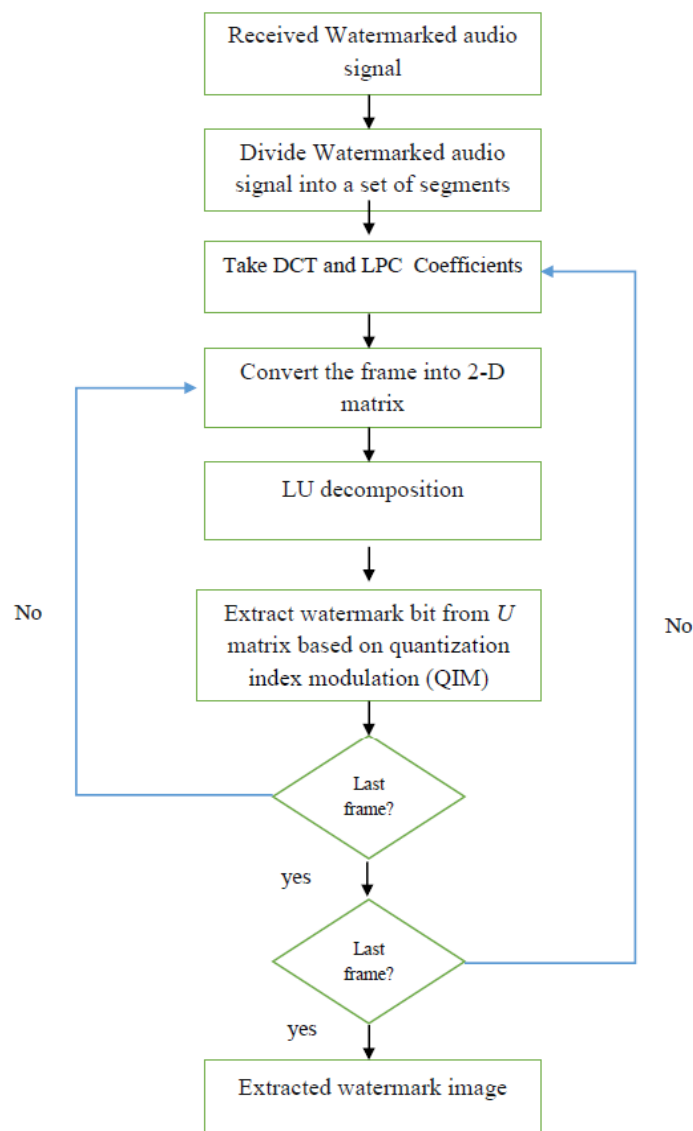 Received Watermarked audio
signal
Divide Watermarked audio
signal into a set of segments
Take DCT and LPC Coefficients
Convert the frame into 2-D
matrix
LU decomposition
Extract watermark bit from U
matrix based on quantization
index modulation (QIM)
No
No
Last
frame?
yes
Last
frame?
yes
Extracted watermark image